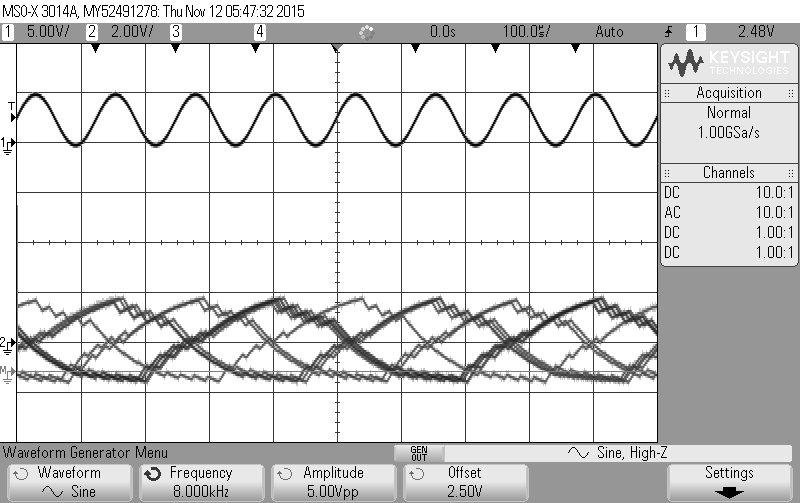 MSO-X 3014A, MY52491278: Thu Nov 12 05:47:32 2015
1 5.00V/ 2 2.00V/ 3 4 0.0s 100.0s/ Auto 1 2.48V
KEYSIGHT
TECHNOLOGIES
Acquisition
Normal
1.00GSa/s
Channels
DC 10.0:1
AC 10.0:1
DC 1.00:1
DC 1.00:1
T
1
2
M
Waveform Generator Menu
GEN OUT
Sine, High-Z
Waveform
Sine
Frequency
8.000kHz
Amplitude
5.00Vpp
Offset
2.50V
Settings